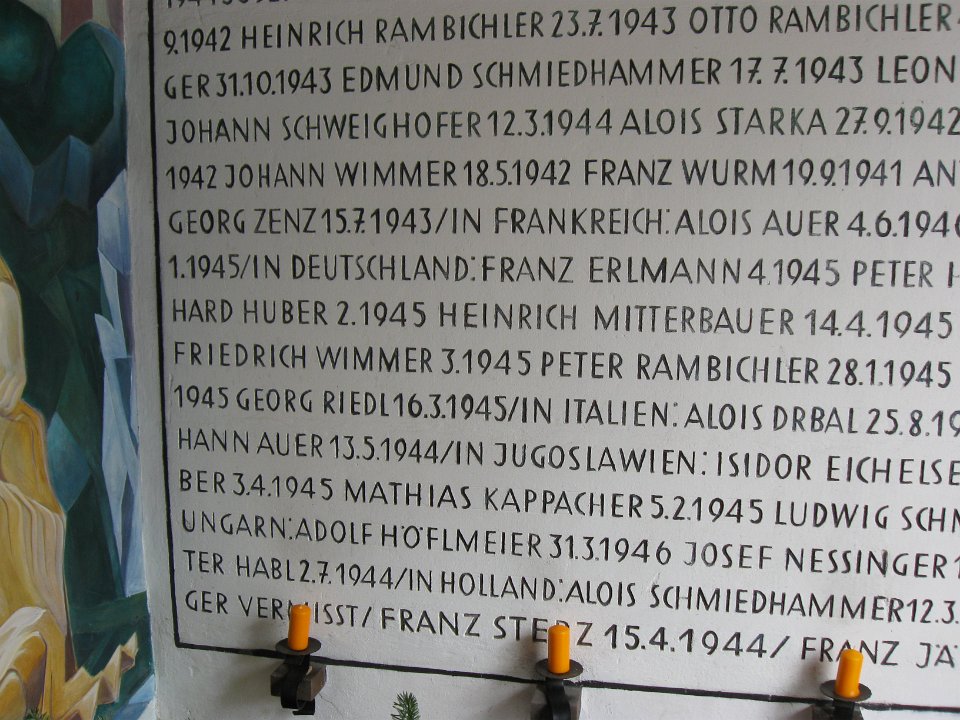 9.1942 HEINRICH RAMBICHLER 23.7.1943 OTTO RAMBICHLER
GER 31.10.1943 EDMUND SCHMIEDHAMMER 17.7.1943 LEON
JOHANN SCHWEIGHOFER 12.3.1944 ALOIS STARKA 27.9.1942
1942 JOHANN WIMMER 18.5.1942 FRANZ WURM 19.9.1941 AN
GEORG ZENZ 15.7.1943/IN FRANKREICH: ALOIS AUER 4.6.194
1.1945/IN DEUTSCHLAND: FRANZ ERLMANN 4.1945 PETER
HARD HUBER 2.1945 HEINRICH MITTERBAUER 14.4.1945
FRIEDRICH WIMMER 3.1945 PETER RAMBICHLER 28.1.1945
1945 GEORG RIEDL 16.3.1945/IN ITALIEN: ALOIS DRBAL 25.8.19
HANN AUER 13.5.1944/IN JUGOSLAWIEN: ISIDOR EICHELSE
BER 3.4.1945 MATHIAS KAPPACHER 5.2.1945 LUDWIG SCHM
UNGARN: ADOLF HÖFLMEIER 31.3.1946 JOSEF NESSINGER 1
TER HABL 2.7.1944/IN HOLLAND: ALOIS SCHMIEDHAMMER 12.3.
GER VERMISST/ FRANZ STERZ 15.4.1944/ FRANZ JÄ